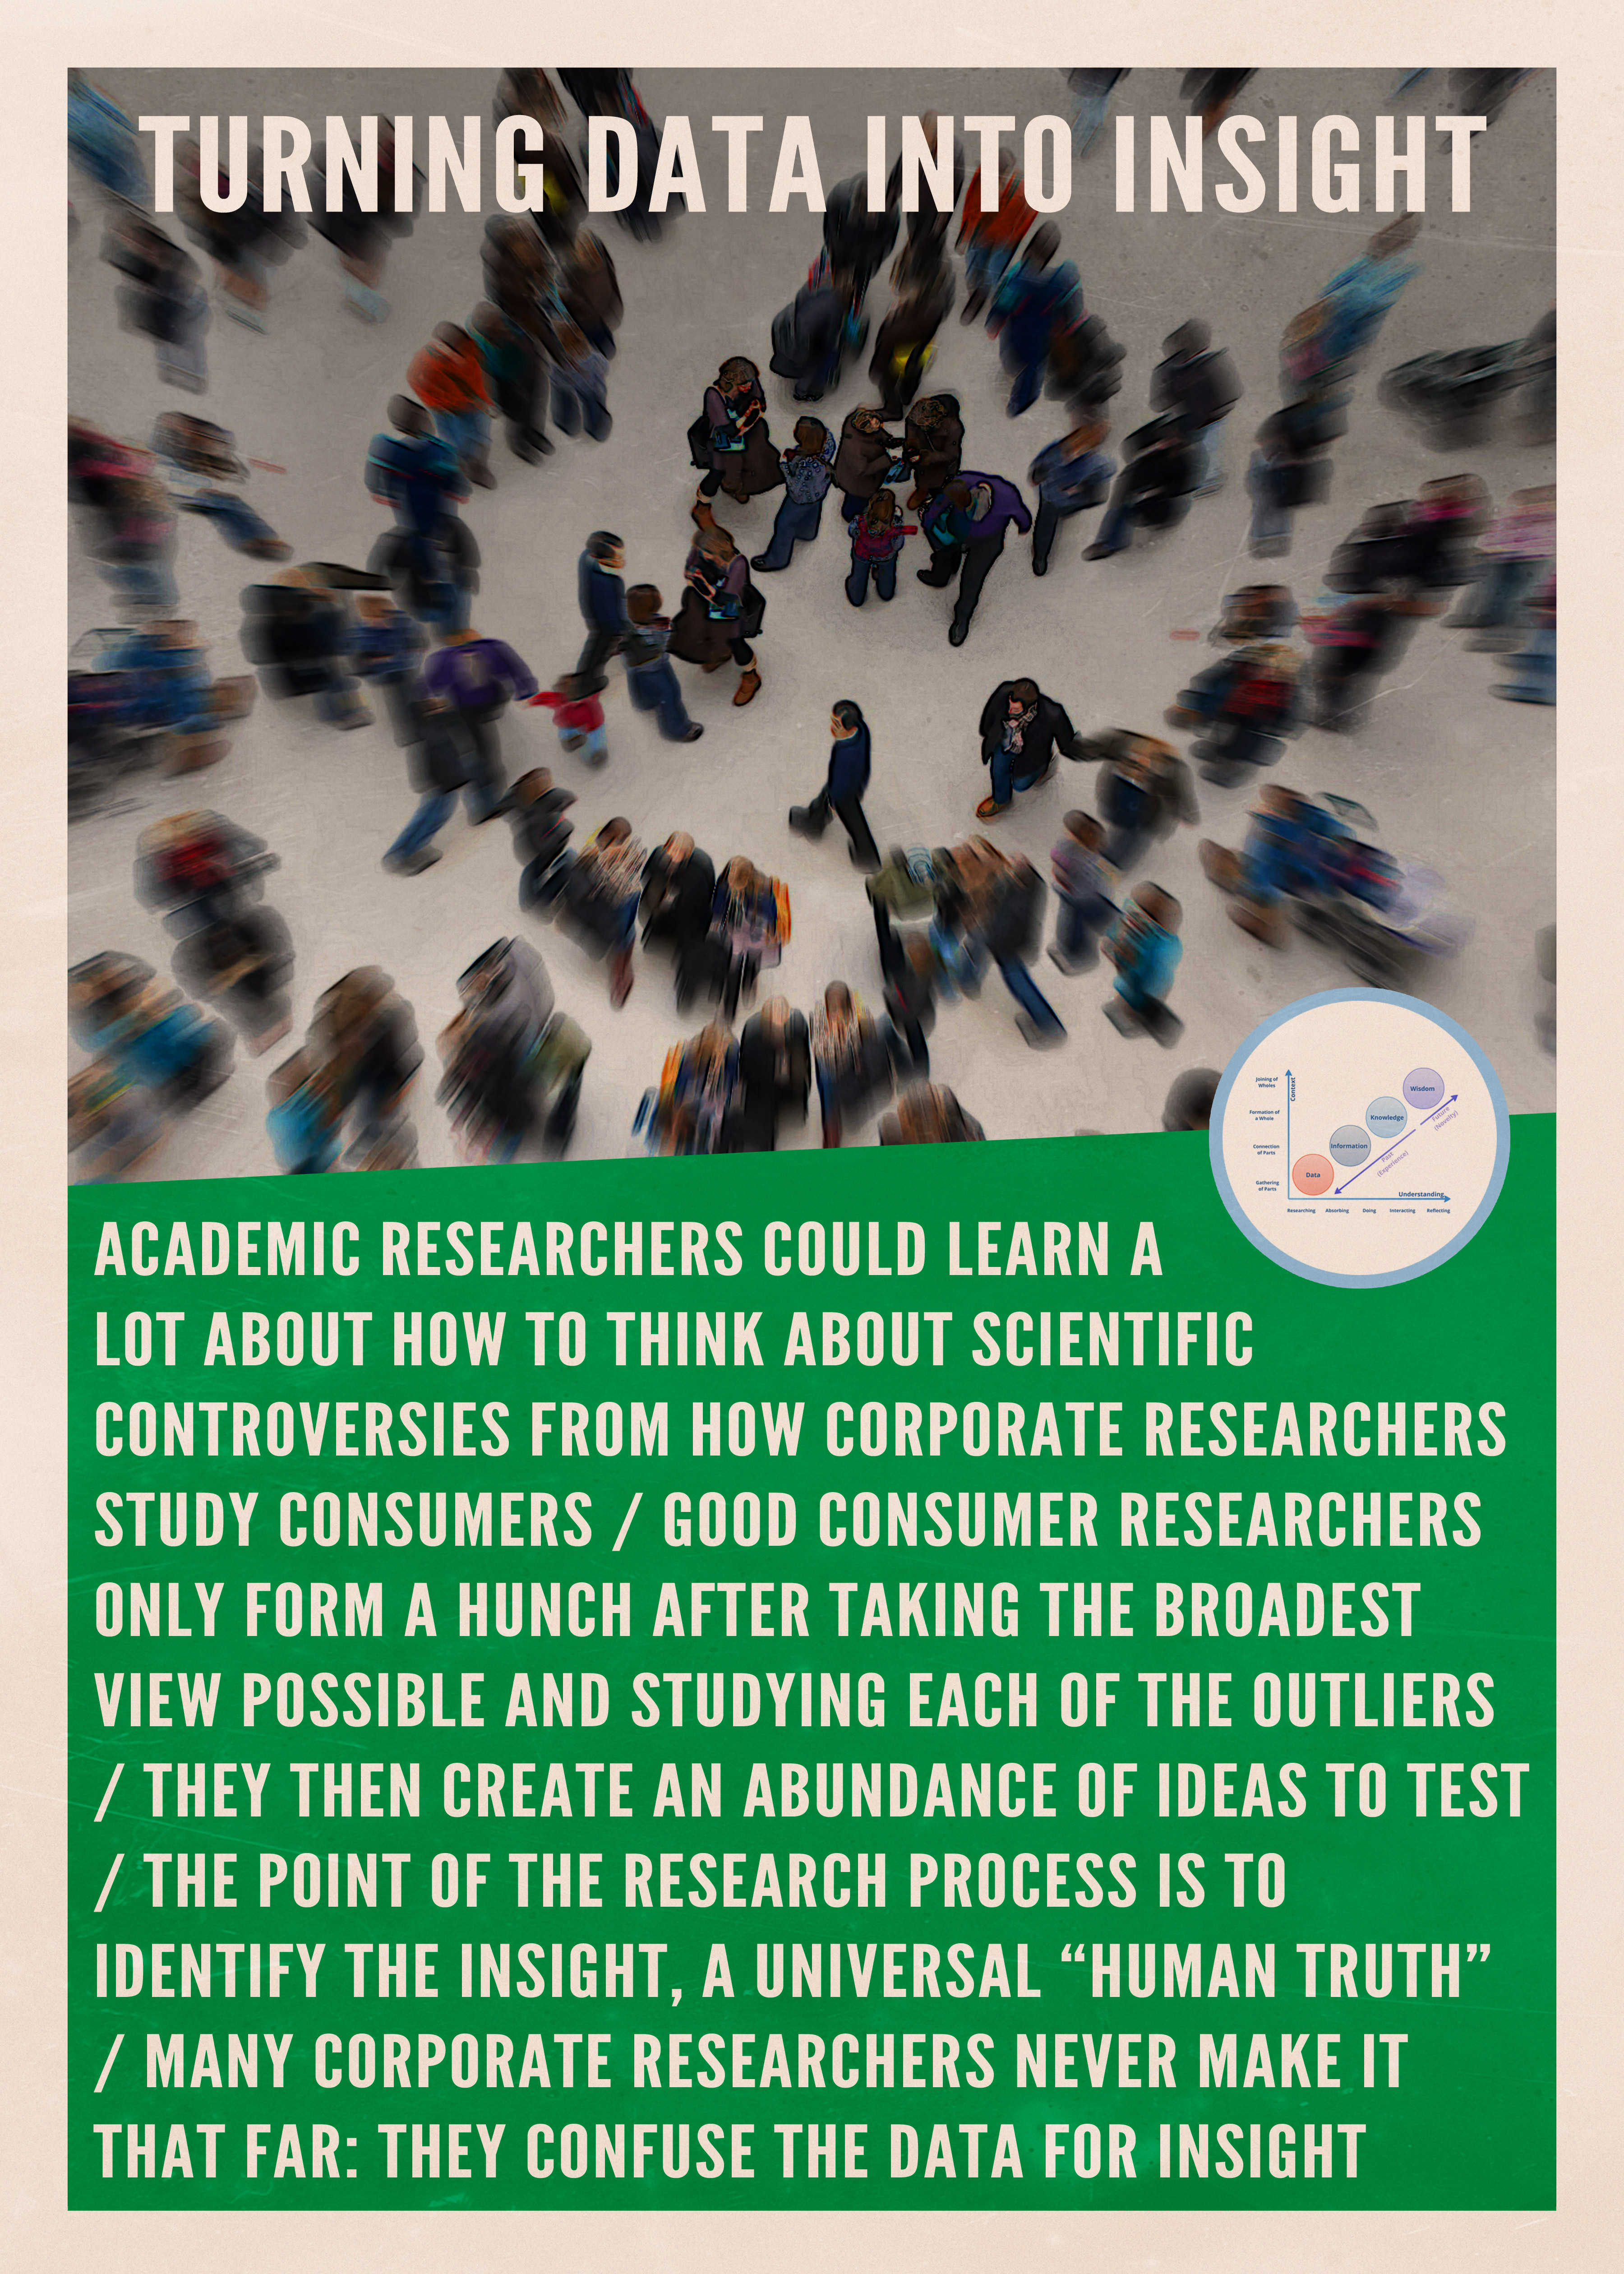 TURNING DATA INTO INSIGHT
Joining of
Wholes
Formation of
a Whole
Connection
of Parts
Gathering
of Parts
Context
Wisdom
Knowledge
Information
Data
Future
(Novelty)
Past
(Experience)
Understanding
Researching Absorbing Doing Interacting Reflecting
ACADEMIC RESEARCHERS COULD LEARN A
LOT ABOUT HOW TO THINK ABOUT SCIENTIFIC
CONTROVERSIES FROM HOW CORPORATE RESEARCHERS
STUDY CONSUMERS / GOOD CONSUMER RESEARCHERS
ONLY FORM A HUNCH AFTER TAKING THE BROADEST
VIEW POSSIBLE AND STUDYING EACH OF THE OUTLIERS
/ THEY THEN CREATE AN ABUNDANCE OF IDEAS TO TEST
/ THE POINT OF THE RESEARCH PROCESS IS TO
IDENTIFY THE INSIGHT, A UNIVERSAL “HUMAN TRUTH”
/ MANY CORPORATE RESEARCHERS NEVER MAKE IT
THAT FAR: THEY CONFUSE THE DATA FOR INSIGHT